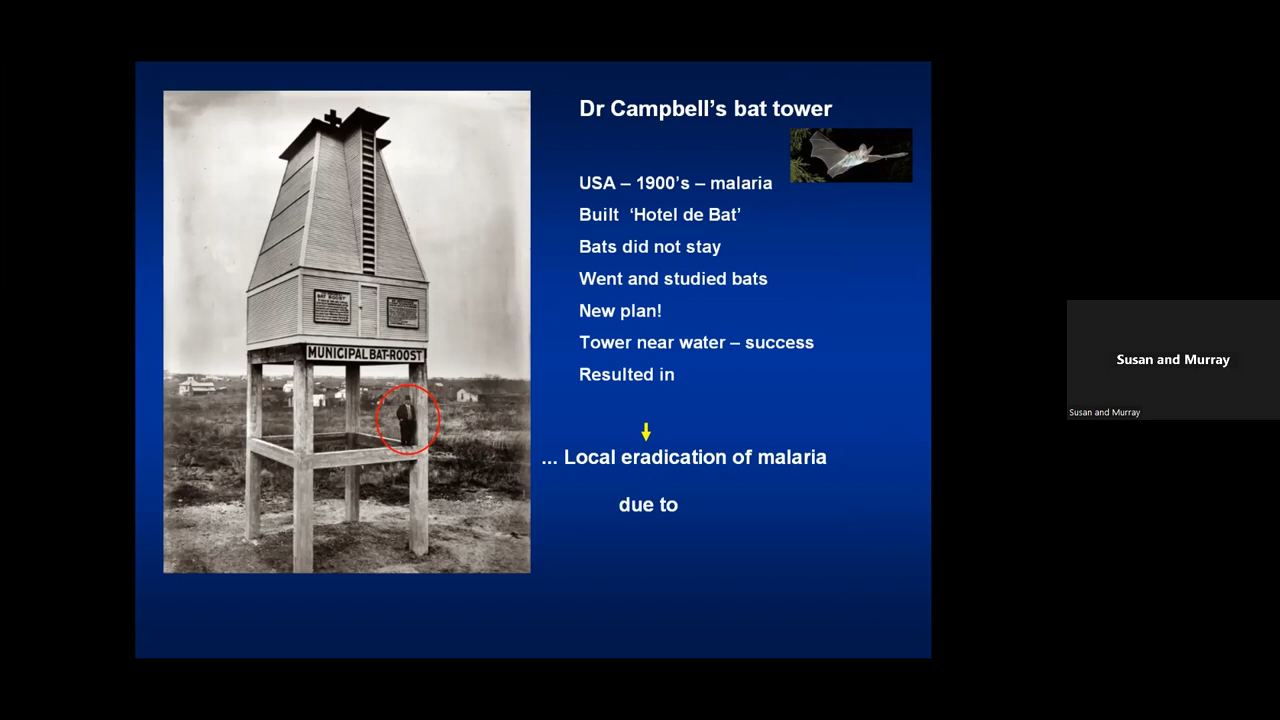 Dr Campbell's bat tower
USA – 1900's – malaria
Built  'Hotel de Bat'
Bats did not stay
Went and studied bats
New plan!
Tower near water – success
Resulted in
... Local eradication of malaria
due to
BAT ROOST
MUNICIPAL BAT-ROOST
Susan and Murray
Susan and Murray